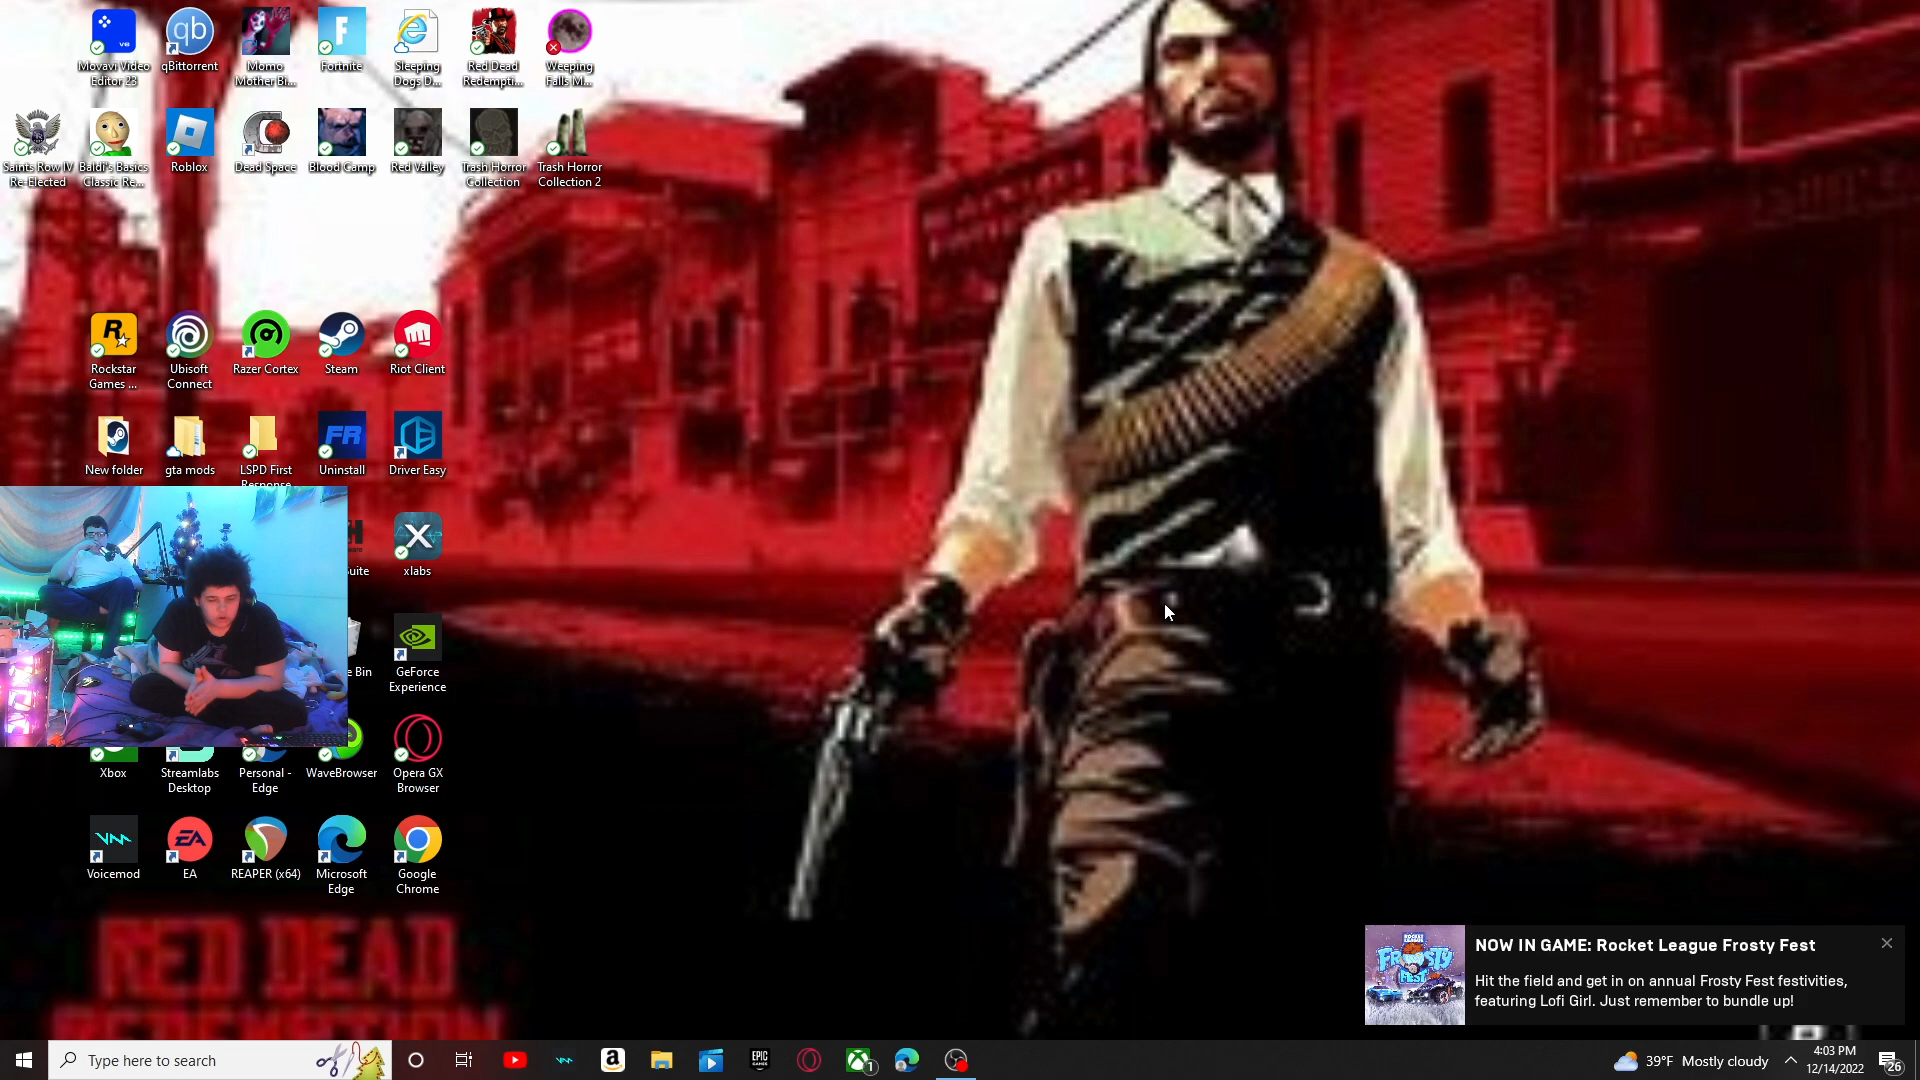 Movavi Video
Editor 23
qBittorrent
Momo
Mother Bi...
Fortnite
Sleeping
Dogs D...
Red Dead
Redempti...
Weeping
Falls M...
Saints Row IV
Re-Elected
Baldi's Basics
Classic Re...
Roblox
Dead Space
Blood Camp
Red Valley
Trash Horror
Collection
Trash Horror
Collection 2
Rockstar
Games ...
Ubisoft
Connect
Razer Cortex
Steam
Riot Client
New folder
gta mods
LSPD First
Response
Uninstall
Driver Easy
xlabs
e Bin
GeForce
Experience
Xbox
Streamlabs
Desktop
Personal -
Edge
WaveBrowser
Opera GX
Browser
Voicemod
EA
REAPER (x64)
Microsoft
Edge
Google
Chrome
RED DEAD
REDEMPTION
NOW IN GAME: Rocket League Frosty Fest
Hit the field and get in on annual Frosty Fest festivities,
featuring Lofi Girl. Just remember to bundle up!
Type here to search
39°F Mostly cloudy
4:03 PM
12/14/2022
26